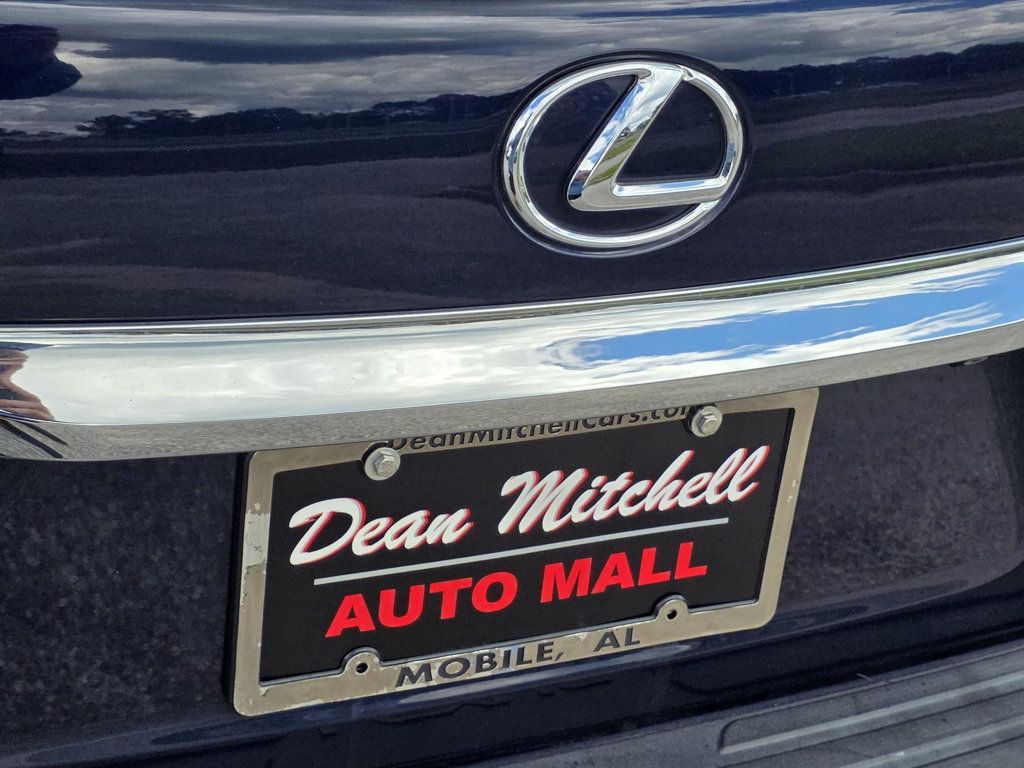 DeanMitchellCars.com
Dean Mitchell
AUTO MALL
MOBILE, AL